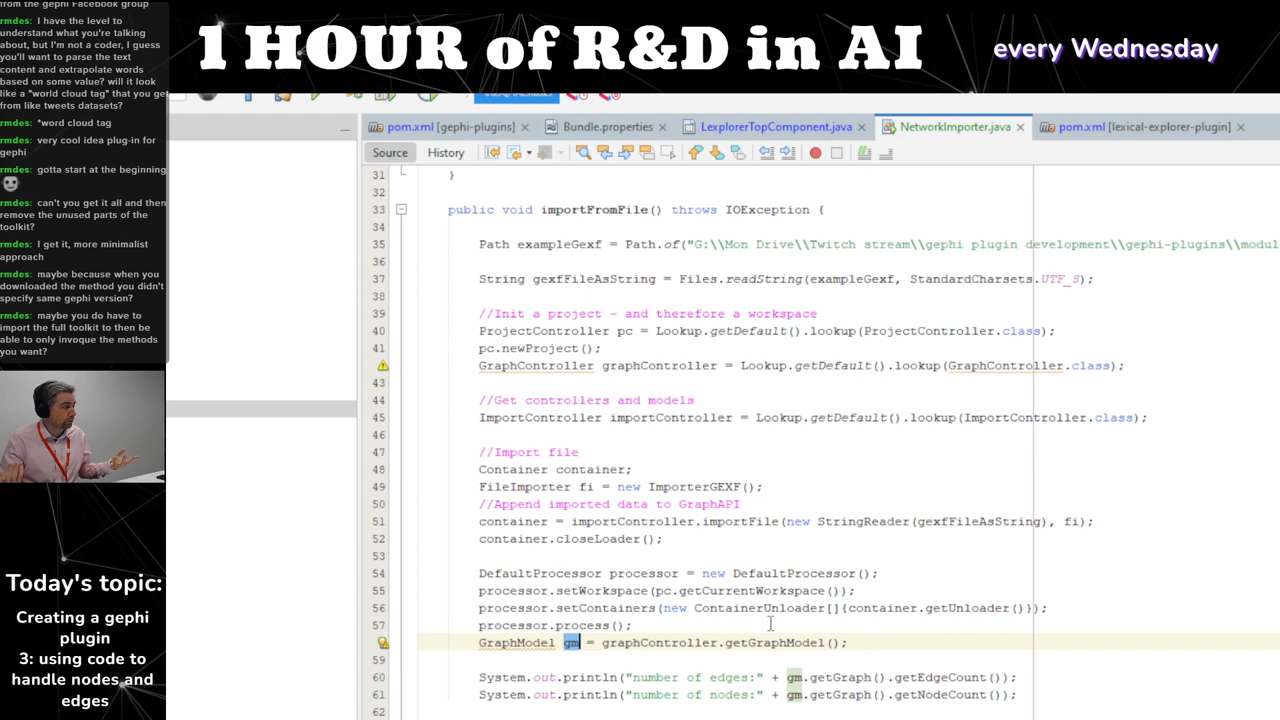 from the gephi Facebook group
rmdes: I have the level to
understand what you're talking
about, but I'm not a coder, I guess
you'll want to parse the text
content and extrapolate words
based on some value? will it look
like a "world cloud tag" that you get
from like tweets datasets?
rmdes: *word cloud tag
rmdes: very cool idea plug-in for
gephi
rmdes: gotta start at the beginning
rmdes: can't you get it all and then
remove the unused parts of the
toolkit?
rmdes: I get it, more minimalist
approach
rmdes: maybe because when you
downloaded the method you didn't
specify same gephi version?
rmdes: maybe you do have to
import the full toolkit to then be
able to only invoque the methods
you want?
1 HOUR of R&D in AI
every Wednesday
pom.xml [gephi-plugins]
Bundle.properties
LexplorerTopComponent.java
NetworkImporter.java
pom.xml [lexical-explorer-plugin]
Source History
31 }
32
33 public void importFromFile() throws IOException {
34
35 Path exampleGexf = Path.of("G:\\Mon Drive\\Twitch stream\\gephi plugin development\\gephi-plugins\\modul
36
37 String gexfFileAsString = Files.readString(exampleGexf, StandardCharsets.UTF_8);
38
39 //Init a project - and therefore a workspace
40 ProjectController pc = Lookup.getDefault().lookup(ProjectController.class);
41 pc.newProject();
GraphController graphController = Lookup.getDefault().lookup(GraphController.class);
43
44 //Get controllers and models
45 ImportController importController = Lookup.getDefault().lookup(ImportController.class);
46
47 //Import file
48 Container container;
49 FileImporter fi = new ImporterGEXF();
50 //Append imported data to GraphAPI
51 container = importController.importFile(new StringReader(gexfFileAsString), fi);
52 container.closeLoader();
53
54 DefaultProcessor processor = new DefaultProcessor();
55 processor.setWorkspace(pc.getCurrentWorkspace());
56 processor.setContainers(new ContainerUnloader[]{container.getUnloader()});
57 processor.process();
GraphModel gm = graphController.getGraphModel();
59
60 System.out.println("number of edges:" + gm.getGraph().getEdgeCount());
61 System.out.println("number of nodes:" + gm.getGraph().getNodeCount());
62
Today's topic:
Creating a gephi
plugin
3: using code to
handle nodes and
edges